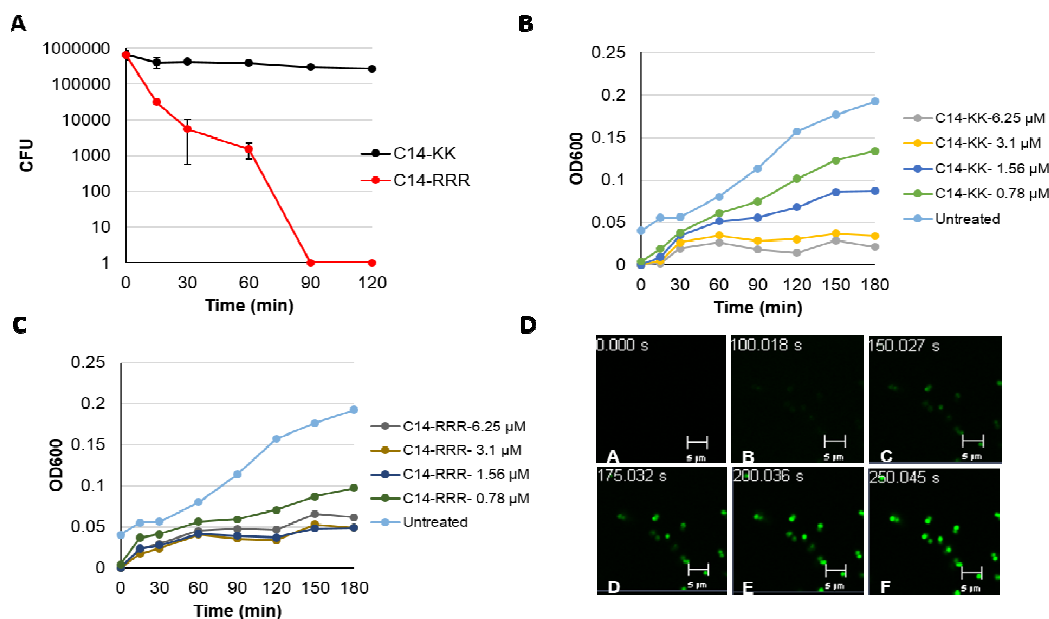 A
1000000
100000
10000
1000
100
10
1
CFU
0 30 60 90 120
Time (min)
C14-KK
C14-RRR
B
0.25
0.2
0.15
0.1
0.05
0
OD600
0 30 60 90 120 150 180
Time (min)
C14-KK-6.25 µM
C14-KK- 3.1 µM
C14-KK- 1.56 µM
C14-KK- 0.78 µM
Untreated
C
0.25
0.2
0.15
0.1
0.05
0
OD600
0 30 60 90 120 150 180
Time (min)
C14-RRR-6.25 µM
C14-RRR- 3.1 µM
C14-RRR- 1.56 µM
C14-RRR- 0.78 µM
Untreated
D
0.000 s
A
5 µm
100.018 s
B
5 µm
150.027 s
C
5 µm
175.032 s
D
5 µm
200.036 s
E
5 µm
250.045 s
F
5 µm